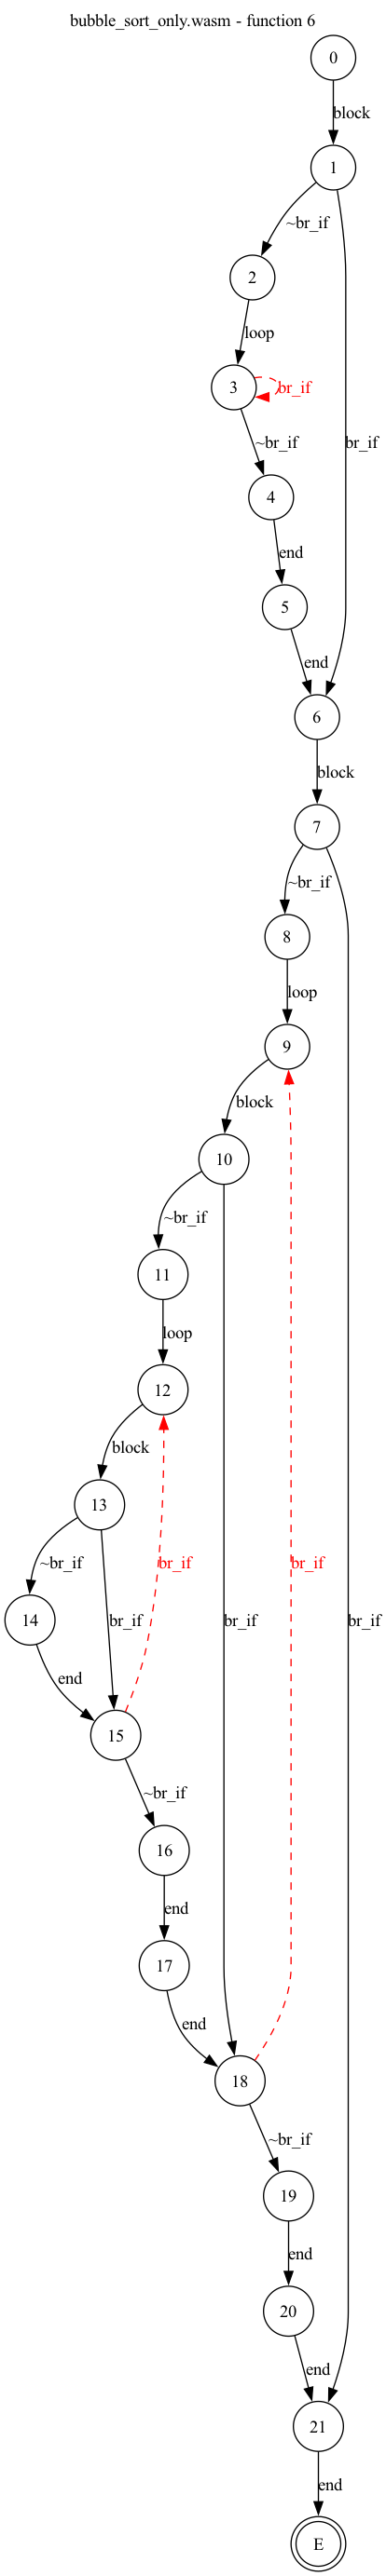 bubble_sort_only.wasm - function 6
0
block
1
~br_if
2
loop
3
br_if
~br_if
br_if
4
end
5
end
6
block
7
~br_if
8
loop
9
block
10
~br_if
11
loop
12
block
13
~br_if
br_if
br_if
14
br_if
br_if
br_if
end
15
~br_if
16
end
17
end
18
~br_if
19
end
20
end
21
end
E